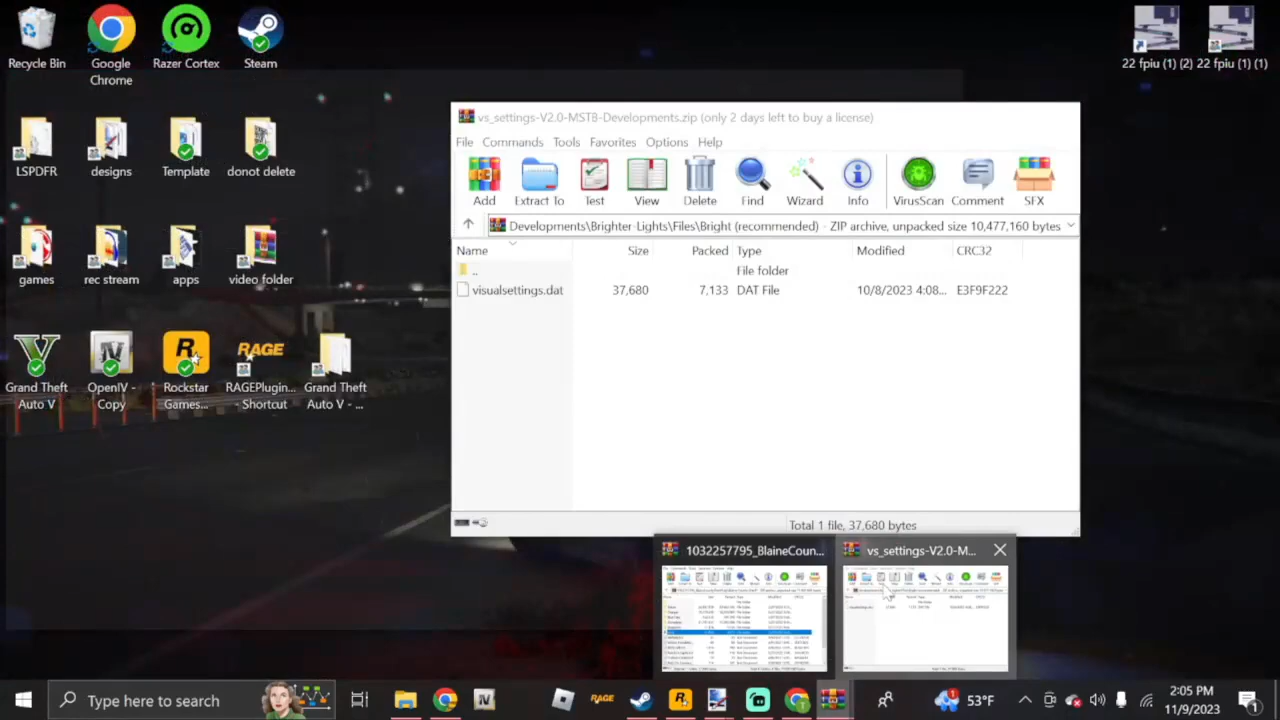 Recycle Bin
Google Chrome
Razer Cortex
Steam
22 fpiu (1) (2)
22 fpiu (1) (1)
LSPDFR
designs
Template
donot delete
games
rec stream
apps
video folder
Grand Theft Auto V
OpenIV - Copy
Rockstar Games...
RAGEPlugin... - Shortcut
Grand Theft Auto V - ...
vs_settings-V2.0-MSTB-Developments.zip (only 2 days left to buy a license)
File Commands Tools Favorites Options Help
Add Extract To Test View Delete Find Wizard Info VirusScan Comment SFX
Developments\Brighter-Lights\Files\Bright (recommended) - ZIP archive, unpacked size 10,477,160 bytes
Name Size Packed Type Modified CRC32
.. File folder
visualsettings.dat 37,680 7,133 DAT File 10/8/2023 4:08... E3F9F222
Total 1 file, 37,680 bytes
1032257795_BlaineCoun...
vs_settings-V2.0-M...
Type here to search
RAGE
53°F
2:05 PM
11/9/2023